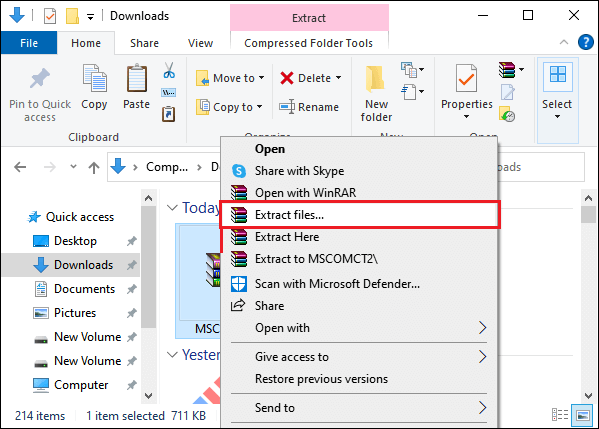 Downloads
Extract
File
Home
Share
View
Compressed Folder Tools
Pin to Quick access
Copy
Paste
Move to
Copy to
Delete
Rename
New folder
Properties
Open
Select
Clipboard
Organize
New
Comp...
Quick access
Desktop
Downloads
Documents
Pictures
New Volume
New Volume
Computer
Today
MSC
Yester
Open
Share with Skype
Open with WinRAR
Extract files...
Extract Here
Extract to MSCOMCT2\
Scan with Microsoft Defender...
Share
Open with
Give access to
Restore previous versions
Send to
214 items
1 item selected 711 KB